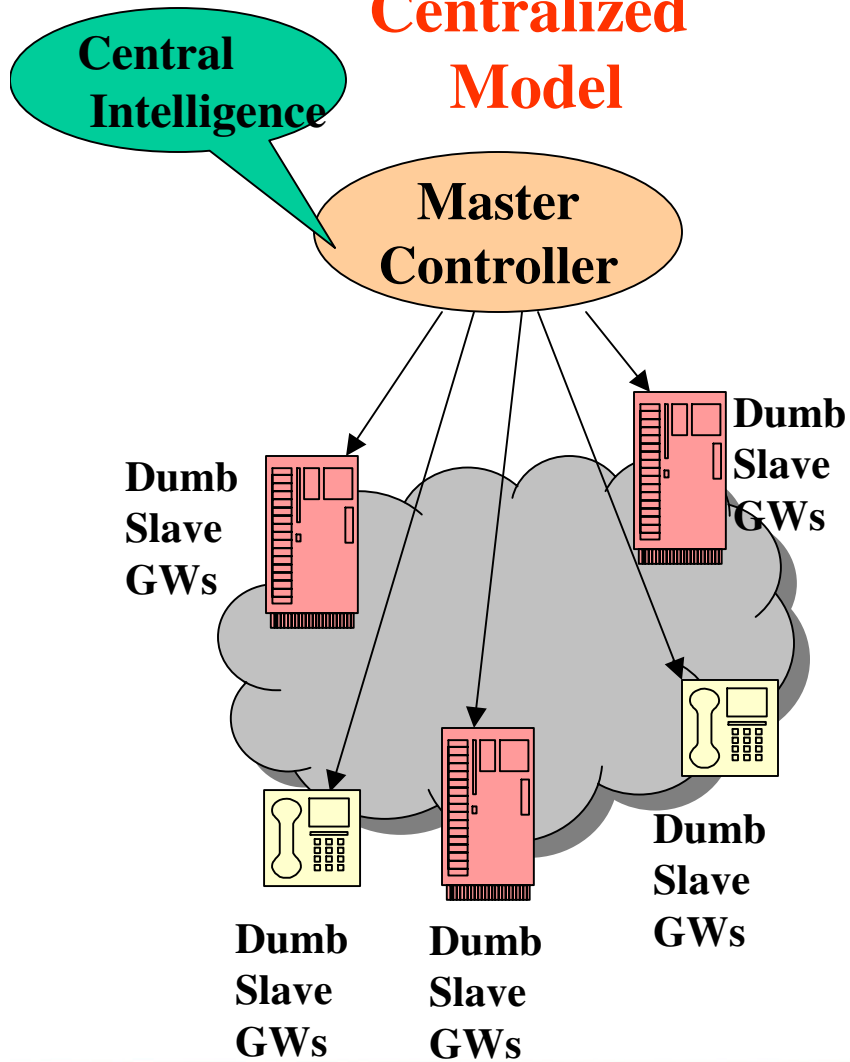 Centralized
Model
Central
Intelligence
Master
Controller
Dumb
Slave
GWs
Dumb
Slave
GWs
Dumb
Slave
GWs
Dumb
Slave
GWs
Dumb
Slave
GWs